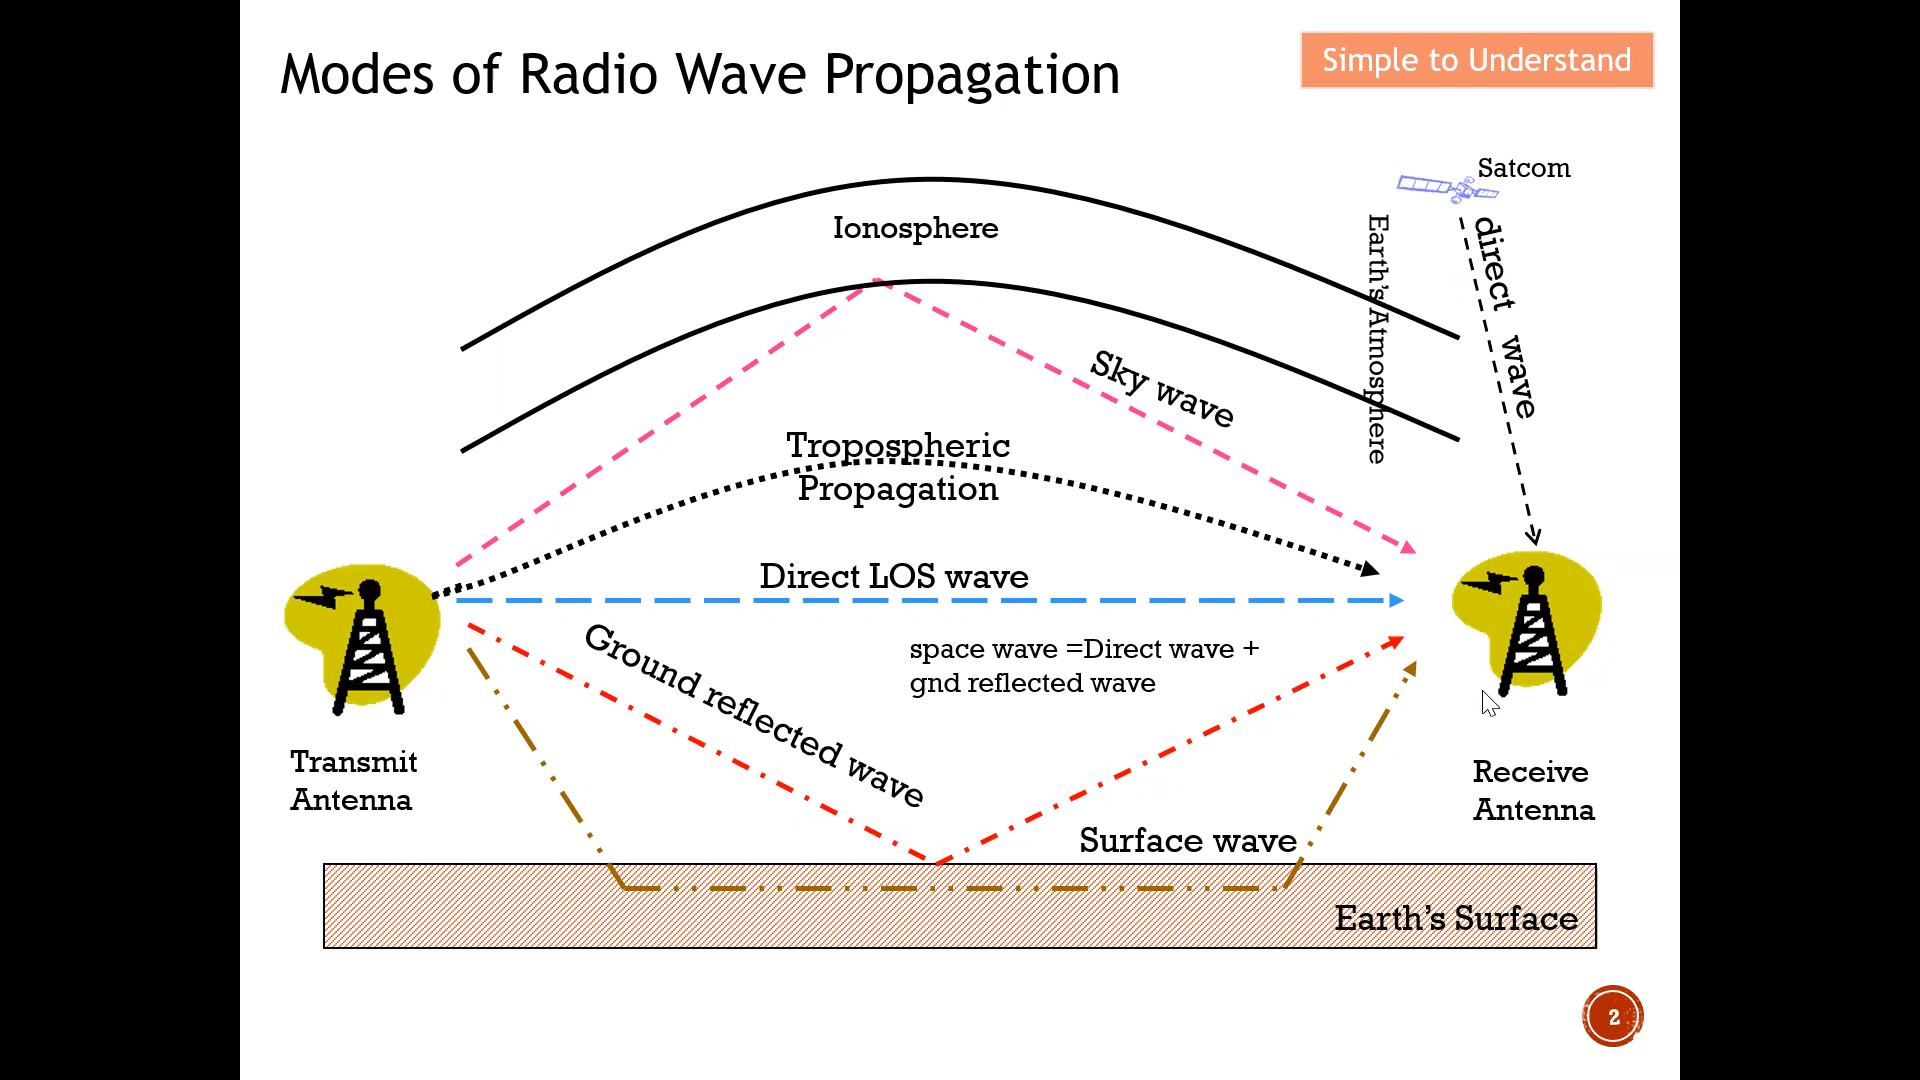 Modes of Radio Wave Propagation
Simple to Understand
Satcom
Ionosphere
Earth's Atmosphere
direct wave
Sky wave
Tropospheric
Propagation
Direct LOS wave
Ground reflected wave
space wave =Direct wave +
gnd reflected wave
Transmit
Antenna
Receive
Antenna
Surface wave
Earth's Surface
2